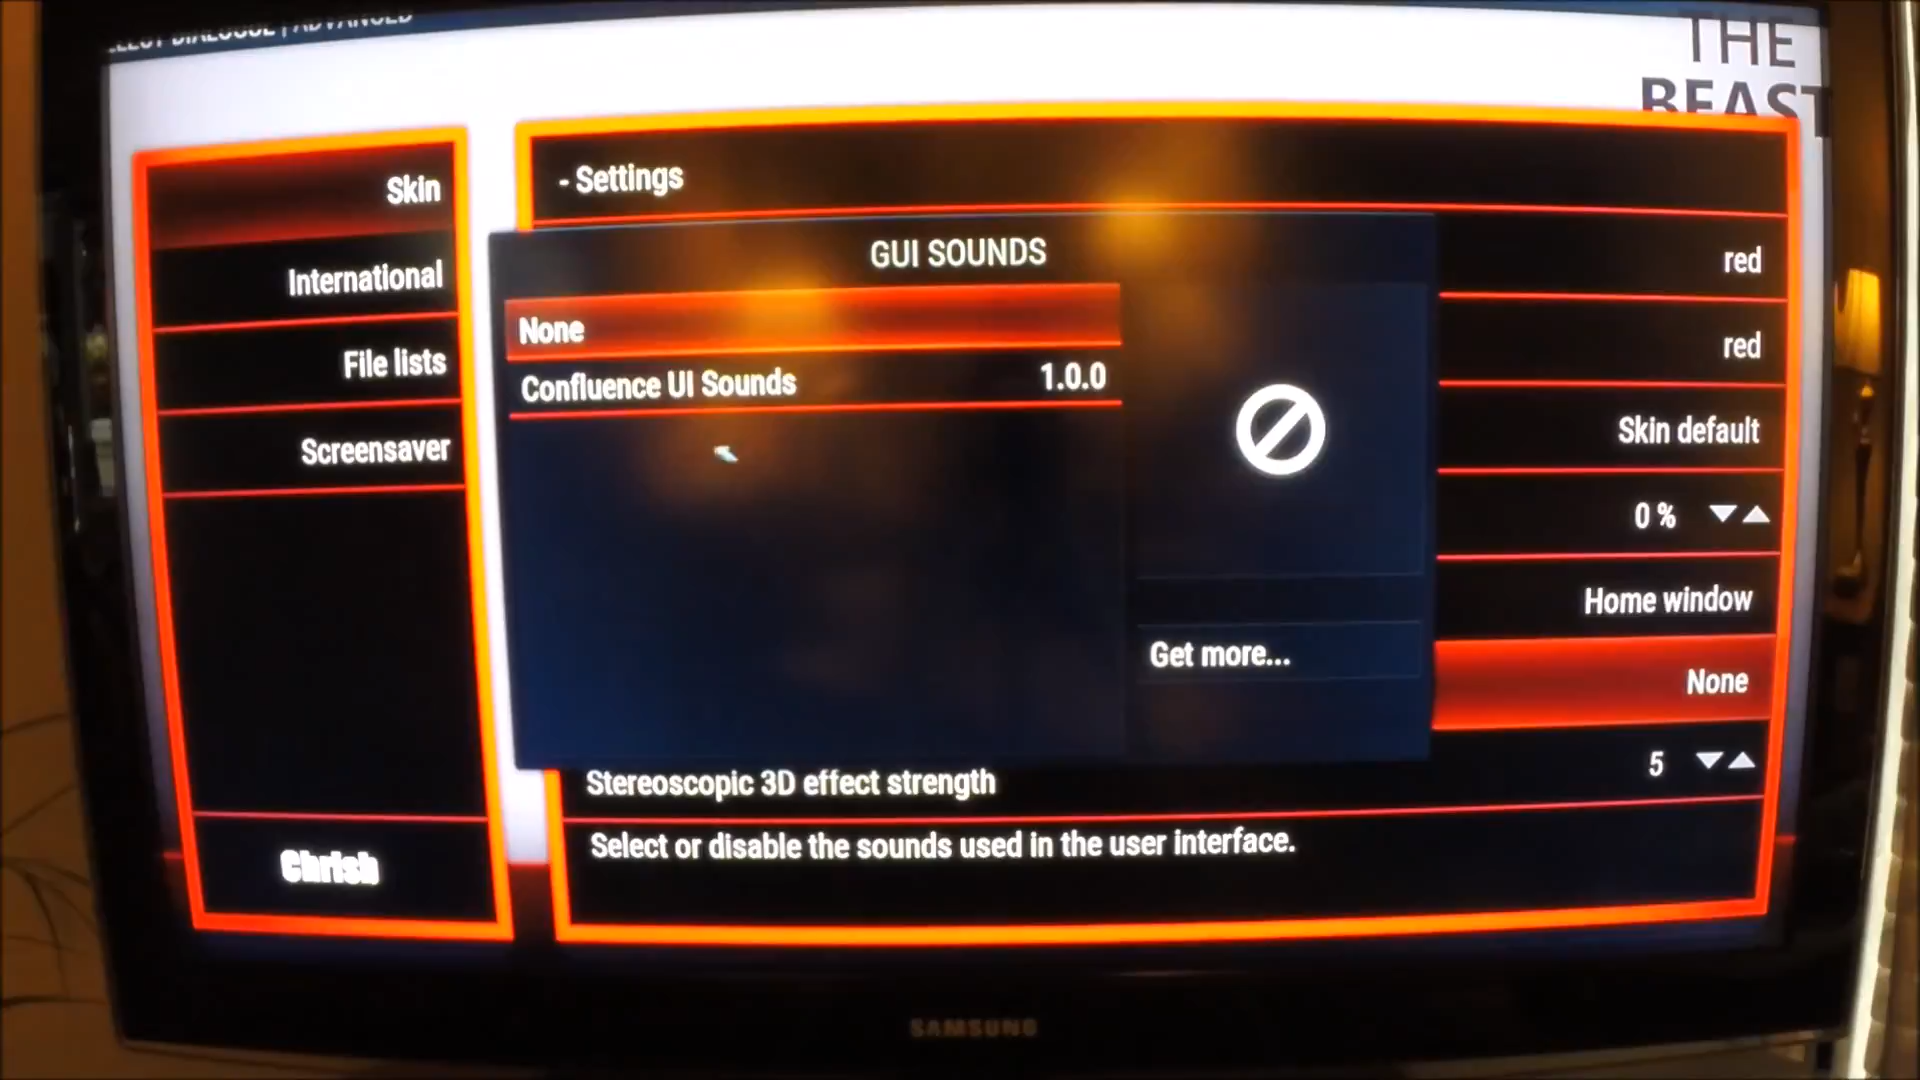 DIALOGUE | ADVANCED
THE
BEAST
Skin
International
File lists
Screensaver
Chrish
- Settings
GUI SOUNDS
None
Confluence UI Sounds 1.0.0
Get more...
red
red
Skin default
0 %
Home window
None
Stereoscopic 3D effect strength 5
Select or disable the sounds used in the user interface.
SAMSUNG